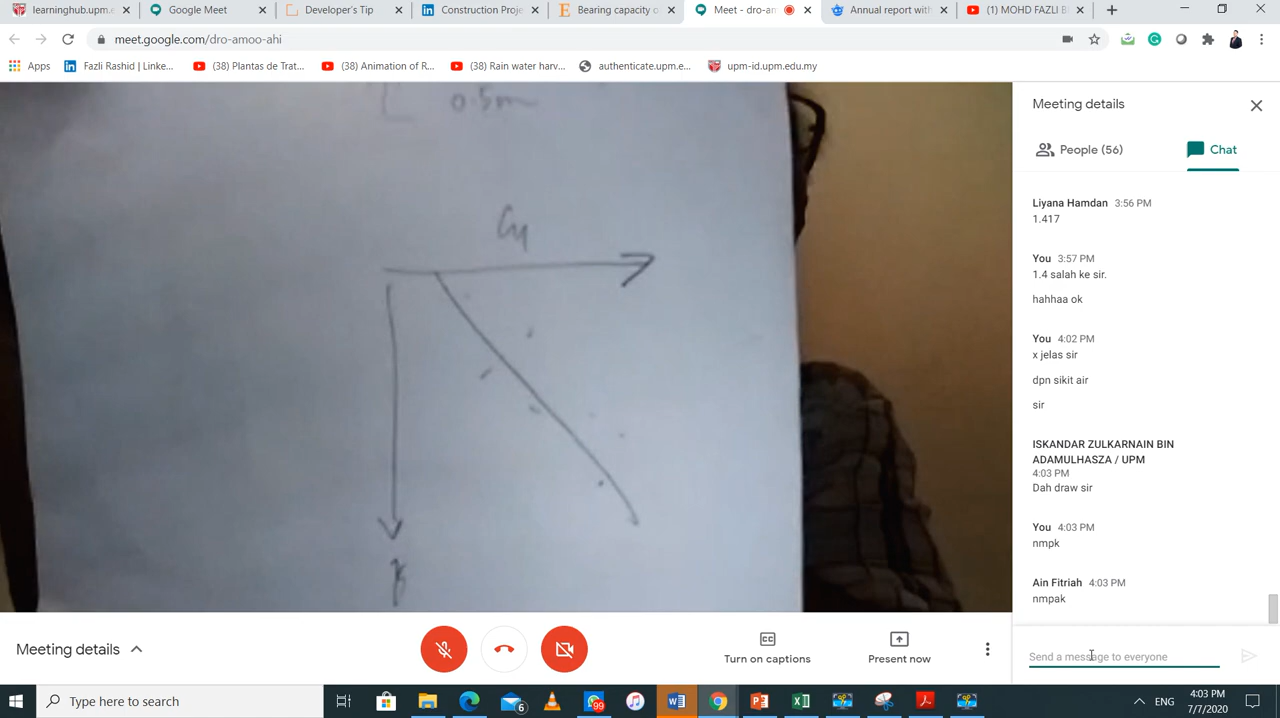 learninghub.upm.e
Google Meet
Developer's Tip
Construction Proje
Bearing capacity o
Meet - dro-am
Annual report with
(1) MOHD FAZLI B
meet.google.com/dro-amoo-ahi
Apps
Fazli Rashid | Linke...
(38) Plantas de Trat...
(38) Animation of R...
(38) Rain water harv...
authenticate.upm.e...
upm-id.upm.edu.my
0.5m
Cu
z
Meeting details
People (56)
Chat
Liyana Hamdan 3:56 PM
1.417
You 3:57 PM
1.4 salah ke sir.
hahhaa ok
You 4:02 PM
x jelas sir
dpn sikit air
sir
ISKANDAR ZULKARNAIN BIN
ADAMULHASZA / UPM
4:03 PM
Dah draw sir
You 4:03 PM
nmpk
Ain Fitriah 4:03 PM
nmpak
Send a message to everyone
Meeting details
Turn on captions
Present now
Type here to search
6
99
ENG
4:03 PM
7/7/2020